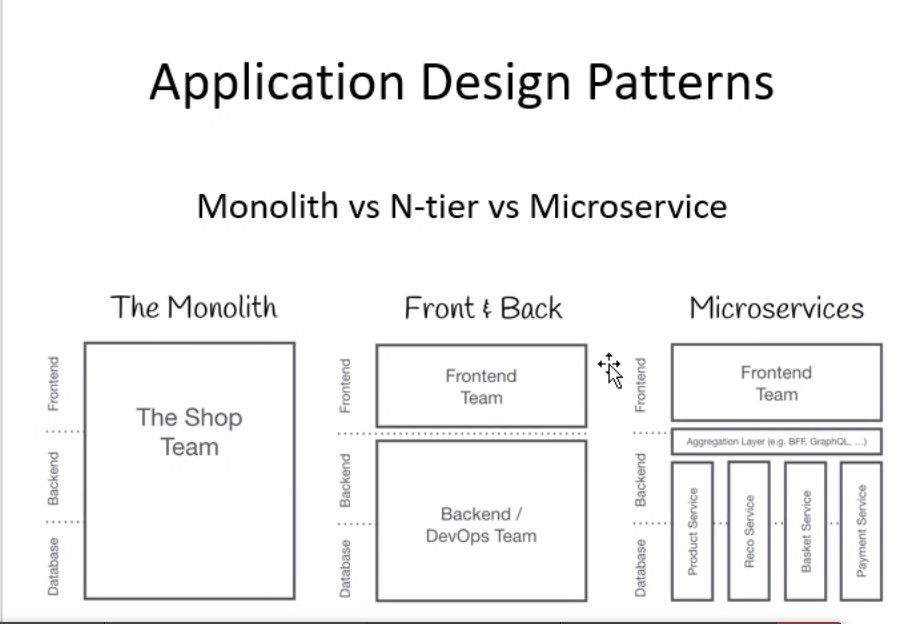 Application Design Patterns
Monolith vs N-tier vs Microservice
The Monolith
Frontend
Backend
Database
The Shop
Team
Front & Back
Frontend
Backend
Database
Frontend
Team
Backend /
DevOps Team
Microservices
Frontend
Backend
Database
Frontend
Team
Aggregation Layer (e.g. BFF, GraphQL, ...)
Product Service
Reco Service
Basket Service
Payment Service